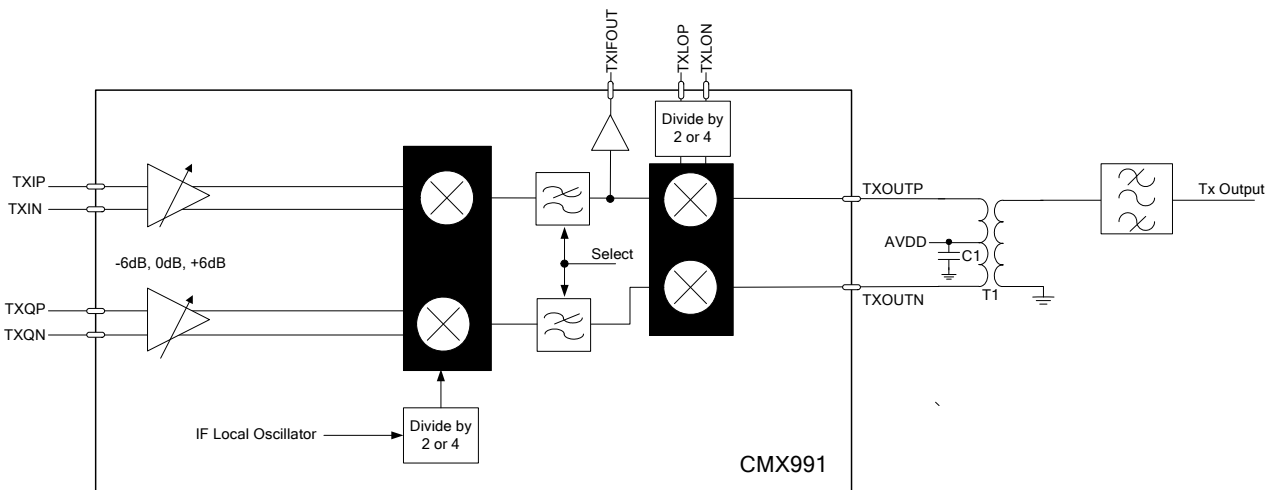 TXIFOUT
TXLOP
TXLON
Divide by
2 or 4
TXIP
TXIN
-6dB, 0dB, +6dB
TXQP
TXQN
Select
TXOUTP
AVDD
C1
T1
TXOUTN
Tx Output
IF Local Oscillator
Divide by
2 or 4
CMX991